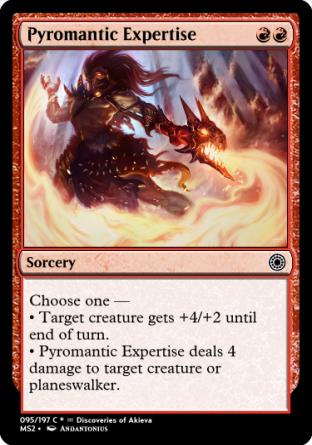 Pyromantic Expertise
Sorcery
Choose one —
• Target creature gets +4/+2 until
end of turn.
• Pyromantic Expertise deals 4
damage to target creature or
planeswalker.
095/197 C * = Discoveries of Akieva
MS2 • ANDANTONIUS